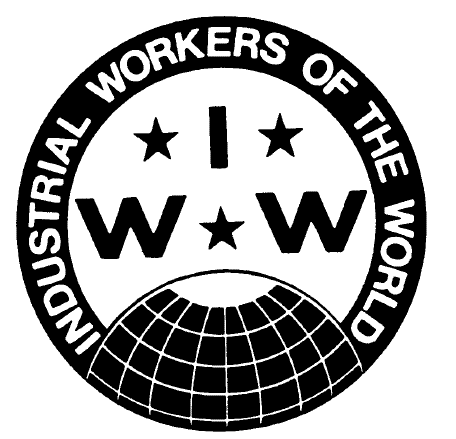 INDUSTRIAL WORKERS OF THE WORLD
I
W W